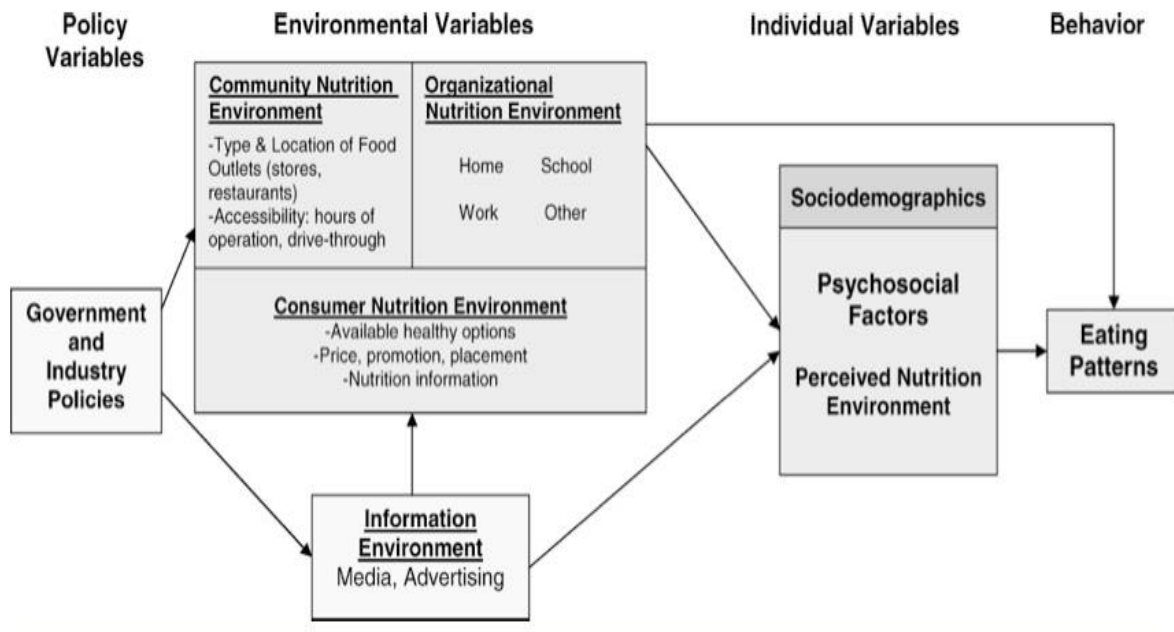 Policy
Variables
Environmental Variables
Individual Variables
Behavior
Community Nutrition
Environment
-Type & Location of Food
Outlets (stores,
restaurants)
-Accessibility: hours of
operation, drive-through
Organizational
Nutrition Environment
Home School
Work Other
Consumer Nutrition Environment
-Available healthy options
-Price, promotion, placement
-Nutrition information
Government
and
Industry
Policies
Information
Environment
Media, Advertising
Sociodemographics
Psychosocial
Factors
Perceived Nutrition
Environment
Eating
Patterns